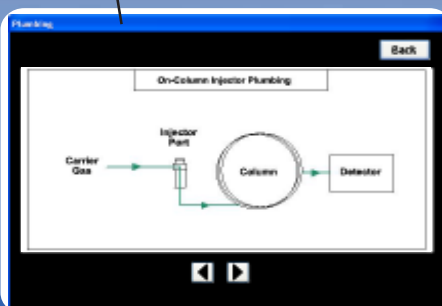 Plumbing
Back
On-Column Injector Plumbing
Injector
Port
Carrier
Gas
Column
Detector